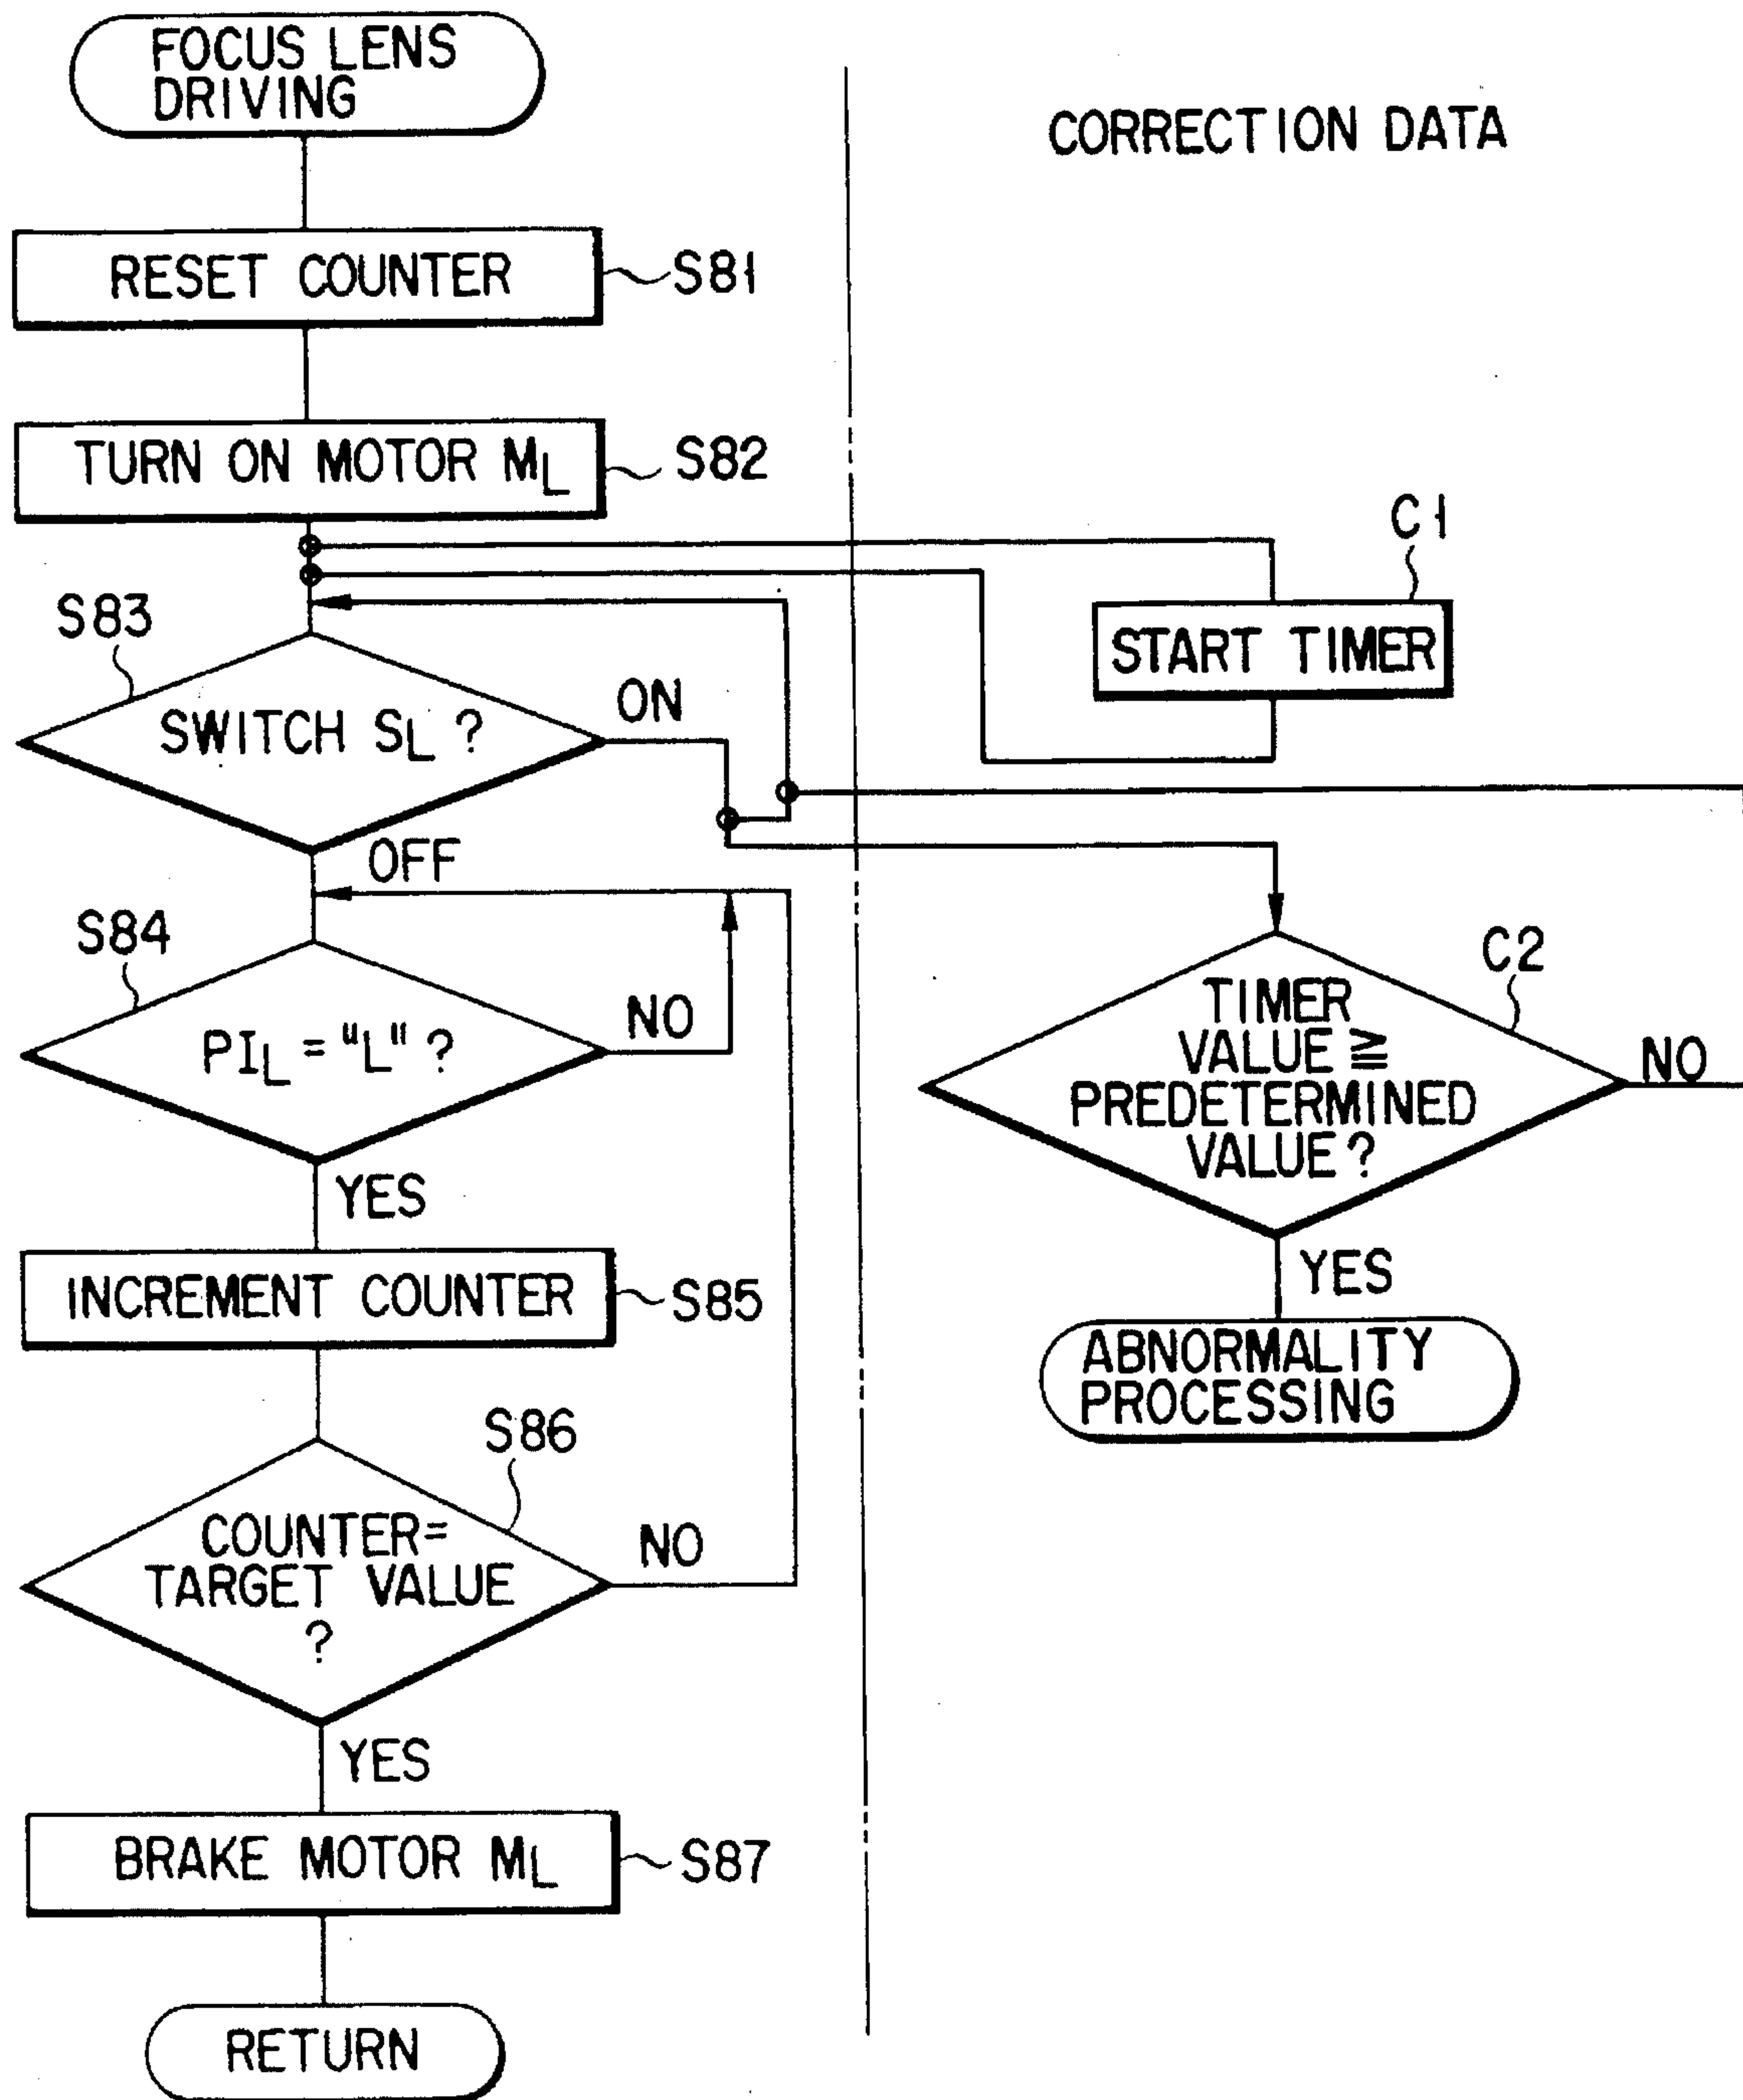 FOCUS LENS
DRIVING
RESET COUNTER
S81
TURN ON MOTOR ML
S82
S83
SWITCH SL ?
ON
OFF
S84
PIL = "L" ?
NO
YES
INCREMENT COUNTER
S85
S86
COUNTER=
TARGET VALUE
?
NO
YES
BRAKE MOTOR ML
S87
RETURN
CORRECTION DATA
C1
START TIMER
C2
TIMER
VALUE ≧
PREDETERMINED
VALUE ?
NO
YES
ABNORMALITY
PROCESSING